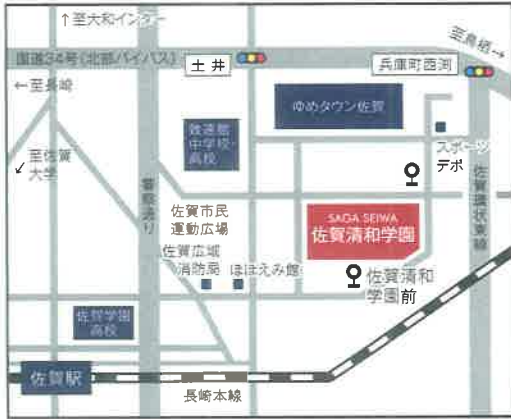 ↑至大和インター
至鳥栖→
国道34号(北部バイパス)
土井
兵庫町西渕
←至長崎
ゆめタウン佐賀
致遠館
中学校・
高校
スポーツ
デポ
↙至佐賀
大学
警察通り
佐賀環状東線
佐賀市民
運動広場
SAGA SEIWA
佐賀清和学園
佐賀広域
消防局
ほほえみ館
佐賀清和
学園前
佐賀学園
高校
佐賀駅
長崎本線